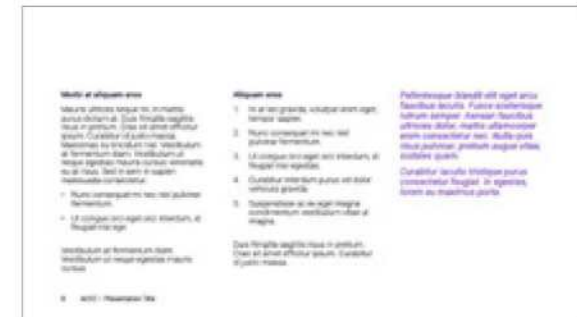 Morbi at aliquam eros
Mauris ultrices neque mi, in mattis
purus dictum at. Duis fringilla sagittis
risus in pretium. Cras sit amet efficitur
ipsum. Curabitur id justo massa.
Maecenas eu tincidunt nisl. Vestibulum
at fermentum diam. Vestibulum ut
neque egestas mauris cursus venenatis
eu at risus. Sed in sem in sapien
malesuada consectetur.
• Nunc consequat mi nec nisl pulvinar
fermentum.
• Ut congue orci eget orci interdum, id
feugiat nisi
Vestibulum at fermentum diam.
Vestibulum ut neque egestas mauris
cursus
Aliquam eros
1. In at leo gravida, volutpat enim eget,
tempor sapien.
2. Nunc consequat mi nec nisl
pulvinar fermentum.
3. Ut congue orci eget orci interdum, id
feugiat nisi egestas.
4. Curabitur interdum purus vel dolor
vehicula gravida.
5. Suspendisse ac ex eget magna
condimentum vestibulum vitae ut
magna.
Duis fringilla sagittis risus in pretium.
Cras sit amet efficitur ipsum. Curabitur
id justo massa.
Pellentesque blandit elit eget arcu
faucibus iaculis. Fusce scelerisque
rutrum semper. Aenean faucibus
ultricies dolor, mattis ullamcorper
enim consectetur nec. Nulla quis
risus pulvinar, pretium augue vitae,
sodales quam.
Curabitur iaculis tristique purus
consectetur feugiat. In egestas,
lorem eu maximus porta.
Presentation Title